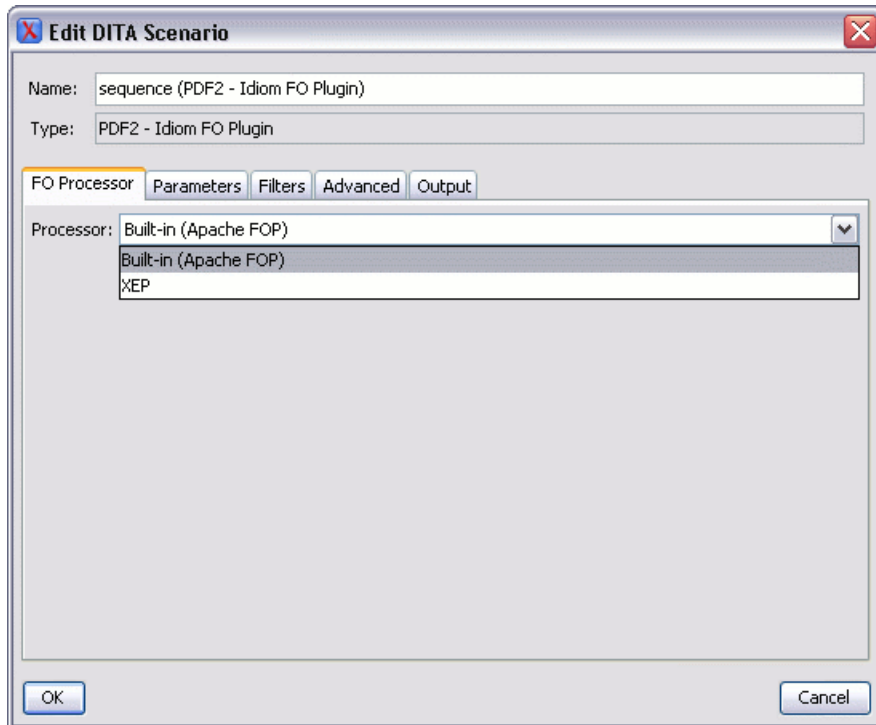 Edit DITA Scenario
Name: sequence (PDF2 - Idiom FO Plugin)
Type: PDF2 - Idiom FO Plugin
FO Processor Parameters Filters Advanced Output
Processor: Built-in (Apache FOP)
Built-in (Apache FOP)
XEP
OK Cancel